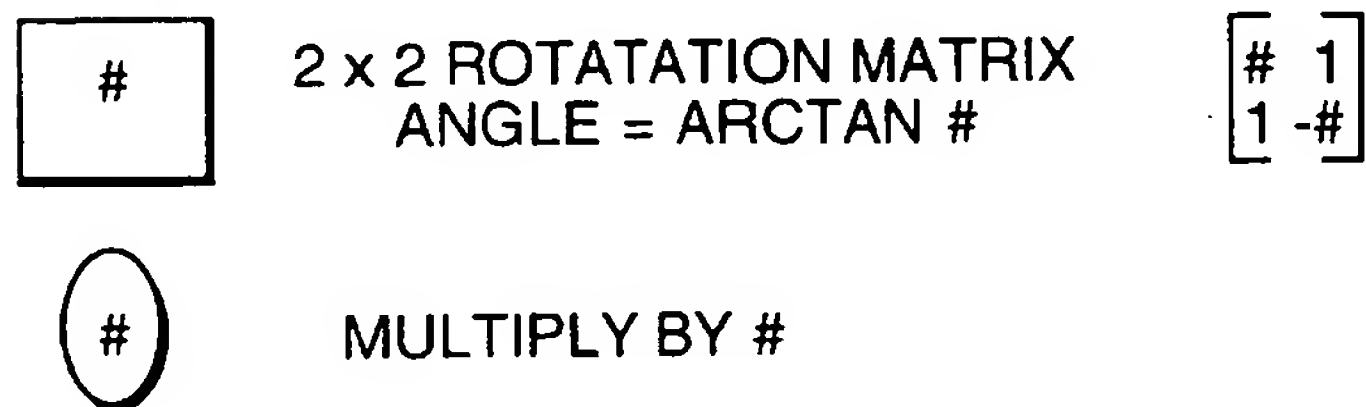 #
2 x 2 ROTATATION MATRIX
ANGLE = ARCTAN #
# 1
1 -#
#
MULTIPLY BY #